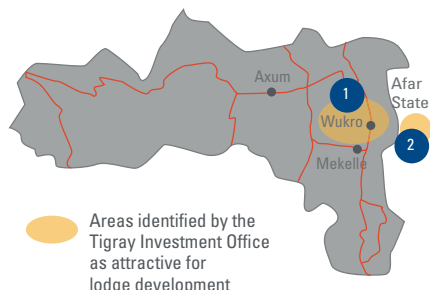 Axum
1
Afar
State
Wukro
2
Mekelle
Areas identified by the
Tigray Investment Office
as attractive for
lodge development